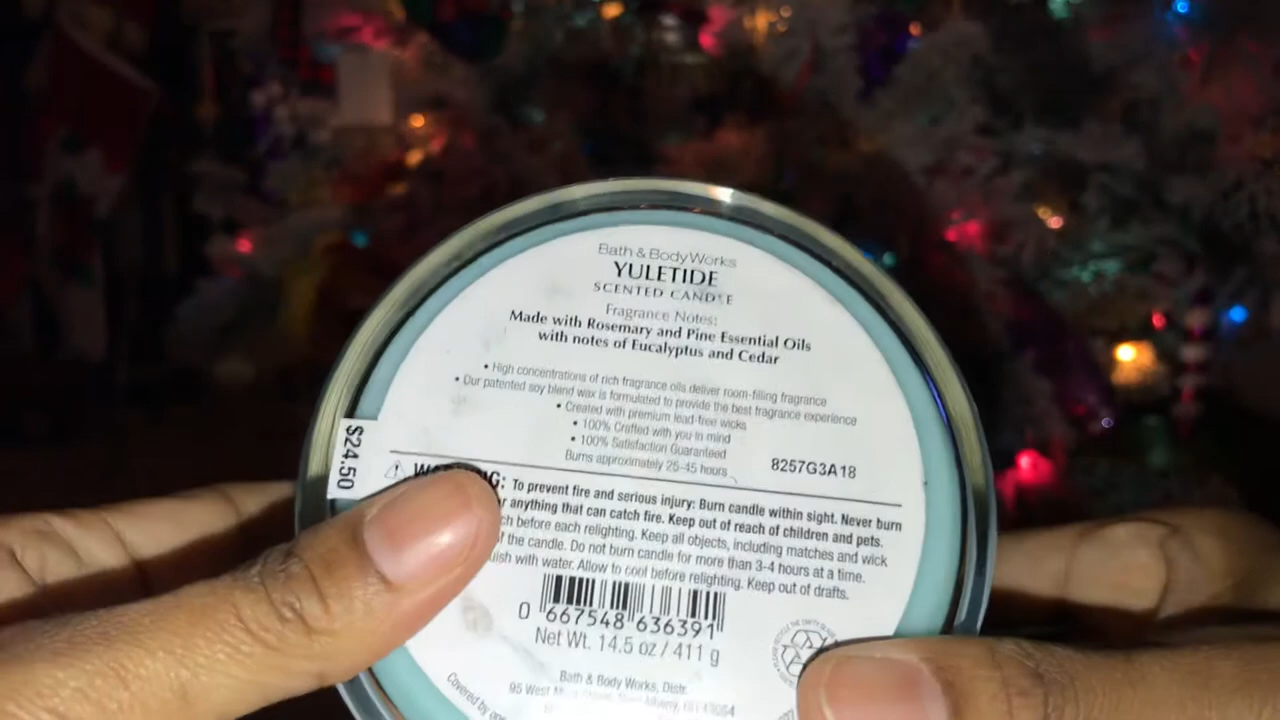 Bath & Body Works
YULETIDE
SCENTED CANDLE
Fragrance Notes:
Made with Rosemary and Pine Essential Oils
with notes of Eucalyptus and Cedar
• High concentrations of rich fragrance oils deliver room-filling fragrance
• Our patented soy blend wax is formulated to provide the best fragrance experience
• Created with premium lead-free wicks
• 100% Crafted with you in mind
• 100% Satisfaction Guaranteed
Burns approximately 25-45 hours
8257G3A18
$24.50
To prevent fire and serious injury: Burn candle within sight. Never burn
anything that can catch fire. Keep out of reach of children and pets.
before each relighting. Keep all objects, including matches and wick
the candle. Do not burn candle for more than 3-4 hours at a time.
with water. Allow to cool before relighting. Keep out of drafts.
0 667548 636391
Net Wt. 14.5 oz / 411 g
Bath & Body Works, Distr.
95 West
Covered by